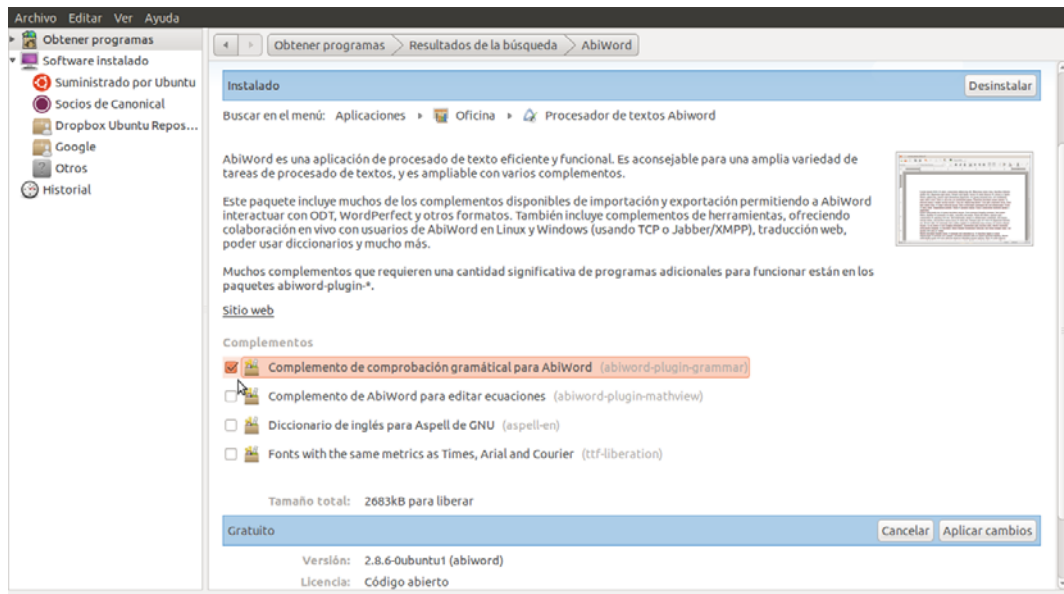 Archivo Editar Ver Ayuda
Obtener programas
Software instalado
Suministrado por Ubuntu
Socios de Canonical
Dropbox Ubuntu Repos...
Google
Otros
Historial
Obtener programas Resultados de la búsqueda AbiWord
Instalado Desinstalar
Buscar en el menú: Aplicaciones Oficina Procesador de textos Abiword
AbiWord es una aplicación de procesado de texto eficiente y funcional. Es aconsejable para una amplia variedad de
tareas de procesado de textos, y es ampliable con varios complementos.
Este paquete incluye muchos de los complementos disponibles de importación y exportación permitiendo a AbiWord
interactuar con ODT, WordPerfect y otros formatos. También incluye complementos de herramientas, ofreciendo
colaboración en vivo con usuarios de AbiWord en Linux y Windows (usando TCP o Jabber/XMPP), traducción web,
poder usar diccionarios y mucho más.
Muchos complementos que requieren una cantidad significativa de programas adicionales para funcionar están en los
paquetes abiword-plugin-*.
Sitio web
Complementos
Complemento de comprobación gramátical para AbiWord (abiword-plugin-grammar)
Complemento de AbiWord para editar ecuaciones (abiword-plugin-mathview)
Diccionario de inglés para Aspell de GNU (aspell-en)
Fonts with the same metrics as Times, Arial and Courier (ttf-liberation)
Tamaño total: 2683kB para liberar
Gratuito Cancelar Aplicar cambios
Versión: 2.8.6-0ubuntu1 (abiword)
Licencia: Código abierto